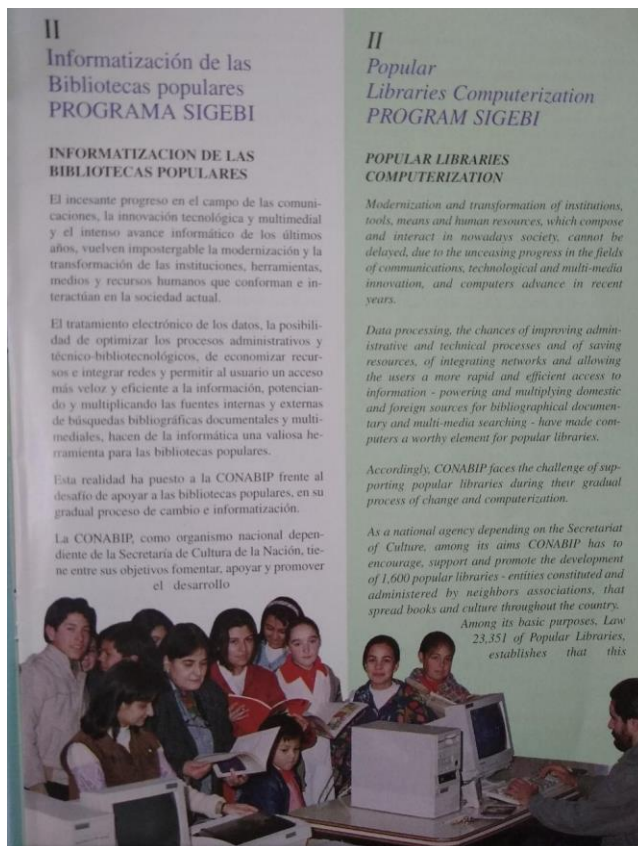 II
Informatización de las
Bibliotecas populares
PROGRAMA SIGEBI
INFORMATIZACION DE LAS
BIBLIOTECAS POPULARES
El incesante progreso en el campo de las comuni-
caciones, la innovación tecnológica y multimedial
y el intenso avance informático de los últimos
años, vuelven impostergable la modernización y la
transformación de las instituciones, herramientas,
medios y recursos humanos que conforman e in-
teractúan en la sociedad actual.
El tratamiento electrónico de los datos, la posibili-
dad de optimizar los procesos administrativos y
técnico-bibliotecnológicos, de economizar recur-
sos e integrar redes y permitir al usuario un acceso
más veloz y eficiente a la información, potencian-
do y multiplicando las fuentes internas y externas
de búsquedas bibliográficas documentales y multi-
mediales, hacen de la informática una valiosa he-
rramienta para las bibliotecas populares.
Esta realidad ha puesto a la CONABIP frente al
desafío de apoyar a las bibliotecas populares, en su
gradual proceso de cambio e informatización.
La CONABIP, como organismo nacional depen-
diente de la Secretaría de Cultura de la Nación, tie-
ne entre sus objetivos fomentar, apoyar y promover
el desarrollo
II
Popular
Libraries Computerization
PROGRAM SIGEBI
POPULAR LIBRARIES
COMPUTERIZATION
Modernization and transformation of institutions,
tools, means and human resources, which compose
and interact in nowadays society, cannot be
delayed, due to the unceasing progress in the fields
of communications, technological and multi-media
innovation, and computers advance in recent
years.
Data processing, the chances of improving admin-
istrative and technical processes and of saving
resources, of integrating networks and allowing
the users a more rapid and efficient access to
information - powering and multiplying domestic
and foreign sources for bibliographical documen-
tary and multi-media searching - have made com-
puters a worthy element for popular libraries.
Accordingly, CONABIP faces the challenge of sup-
porting popular libraries during their gradual
process of change and computerization.
As a national agency depending on the Secretariat
of Culture, among its aims CONABIP has to
encourage, support and promote the development
of 1,600 popular libraries - entities constituted and
administered by neighbors associations, that
spread books and culture throughout the country.
Among its basic purposes, Law
23,351 of Popular Libraries,
establishes that this